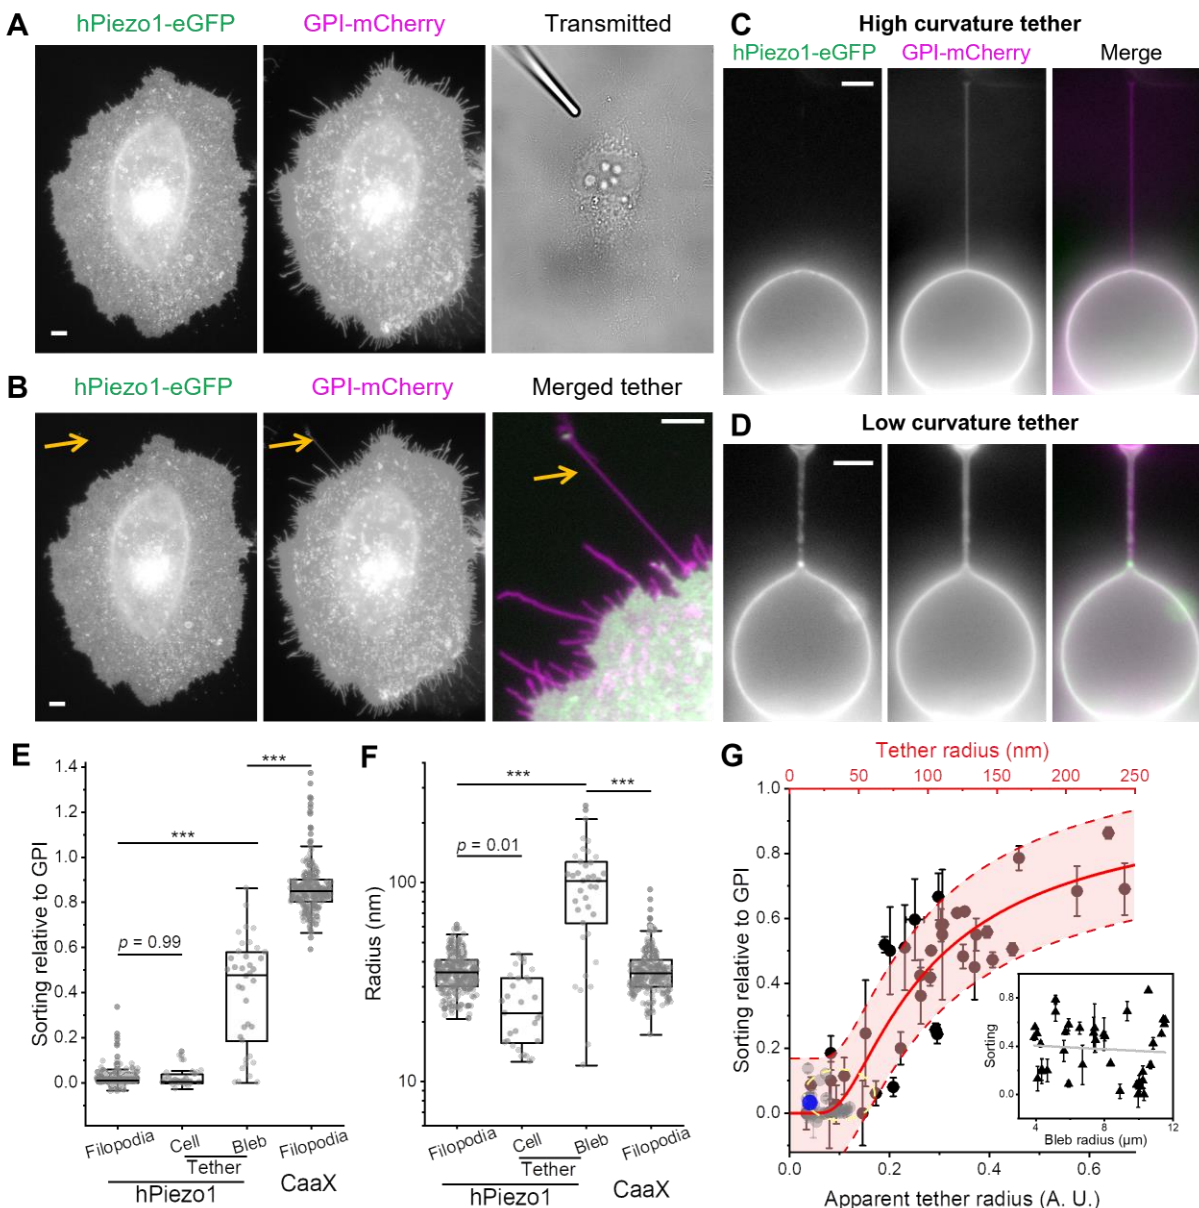 A
hPiezo1-eGFP
GPI-mCherry
Transmitted
B
hPiezo1-eGFP
GPI-mCherry
Merged tether
C
High curvature tether
hPiezo1-eGFP
GPI-mCherry
Merge
D
Low curvature tether
E
Sorting relative to GPI
1.4
1.2
1.0
0.8
0.6
0.4
0.2
0.0
***
***
p = 0.99
Filopodia
Cell
Bleb
Filopodia
Tether
hPiezo1
CaaX
F
Radius (nm)
100
10
***
***
p = 0.01
Filopodia
Cell
Bleb
Filopodia
Tether
hPiezo1
CaaX
G
Tether radius (nm)
0 50 100 150 200 250
Sorting relative to GPI
1.0
0.8
0.6
0.4
0.2
0.0
0.0 0.2 0.4 0.6
Apparent tether radius (A. U.)
Sorting
0.8
0.4
0.0
4 8 12
Bleb radius (μm)